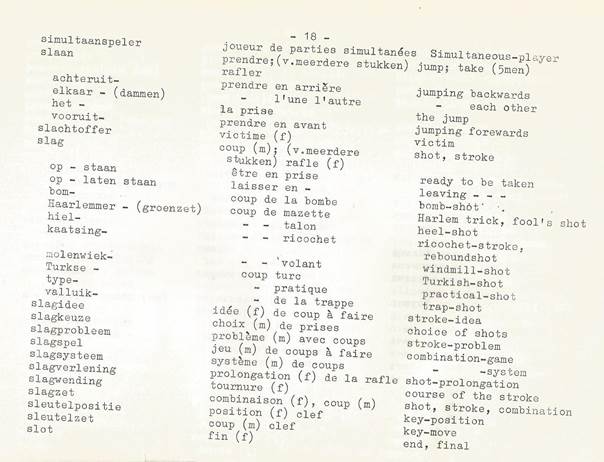 - 18 -
simultaanspeler joueur de parties simultanées Simultaneous-player
slaan prendre;(v.meerdere stukken) jump; take (5men)
rafler
achteruit- prendre en arrière jumping backwards
elkaar - (dammen) - l'une l'autre - each other
het - la prise the jump
vooruit- prendre en avant jumping forewards
slachtoffer victime (f) victim
slag coup (m); (v.meerdere shot, stroke
stukken) rafle (f)
op - staan être en prise ready to be taken
op - laten staan laisser en - leaving - - -
bom- coup de la bombe bomb-shot
Haarlemmer - (groenzet) coup de mazette Harlem trick, fool's shot
hiel- - - talon heel-shot
kaatsing- - - ricochet ricochet-stroke,
reboundshot
molenwiek- - - volant windmill-shot
Turkse - coup turc Turkish-shot
type- - pratique practical-shot
valluik- - de la trappe trap-shot
slagidee idée (f) de coup à faire stroke-idea
slagkeuze choix (m) de prises choice of shots
slagprobleem problème (m) avec coups stroke-problem
slagspel jeu (m) de coups à faire combination-game
slagsysteem système (m) de coups - -system
slagverlening prolongation (f) de la rafle shot-prolongation
slagwending tournure (f) course of the stroke
slagzet combinaison (f), coup (m) shot, stroke, combination
sleutelpositie position (f) clef key-position
sleutelzet coup (m) clef key-move
slot fin (f) end, final